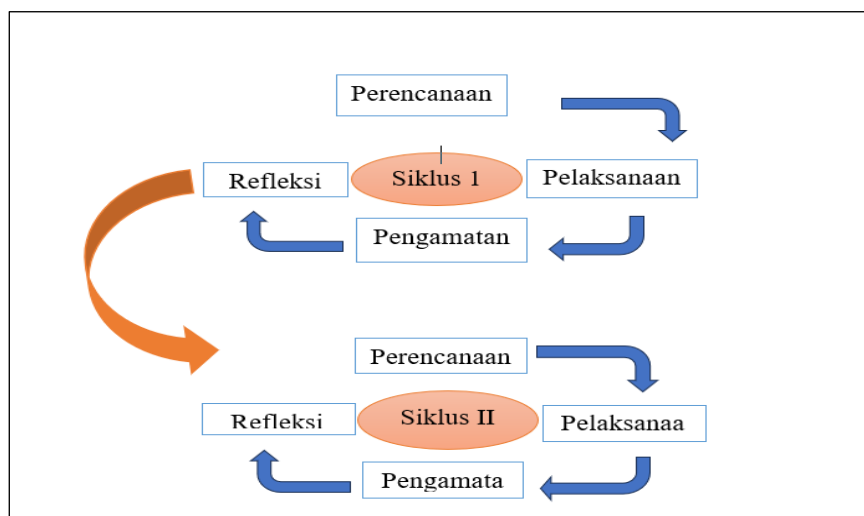 Perencanaan
Refleksi
Siklus 1
Pelaksanaan
Pengamatan
Perencanaan
Refleksi
Siklus II
Pelaksanaa
Pengamata